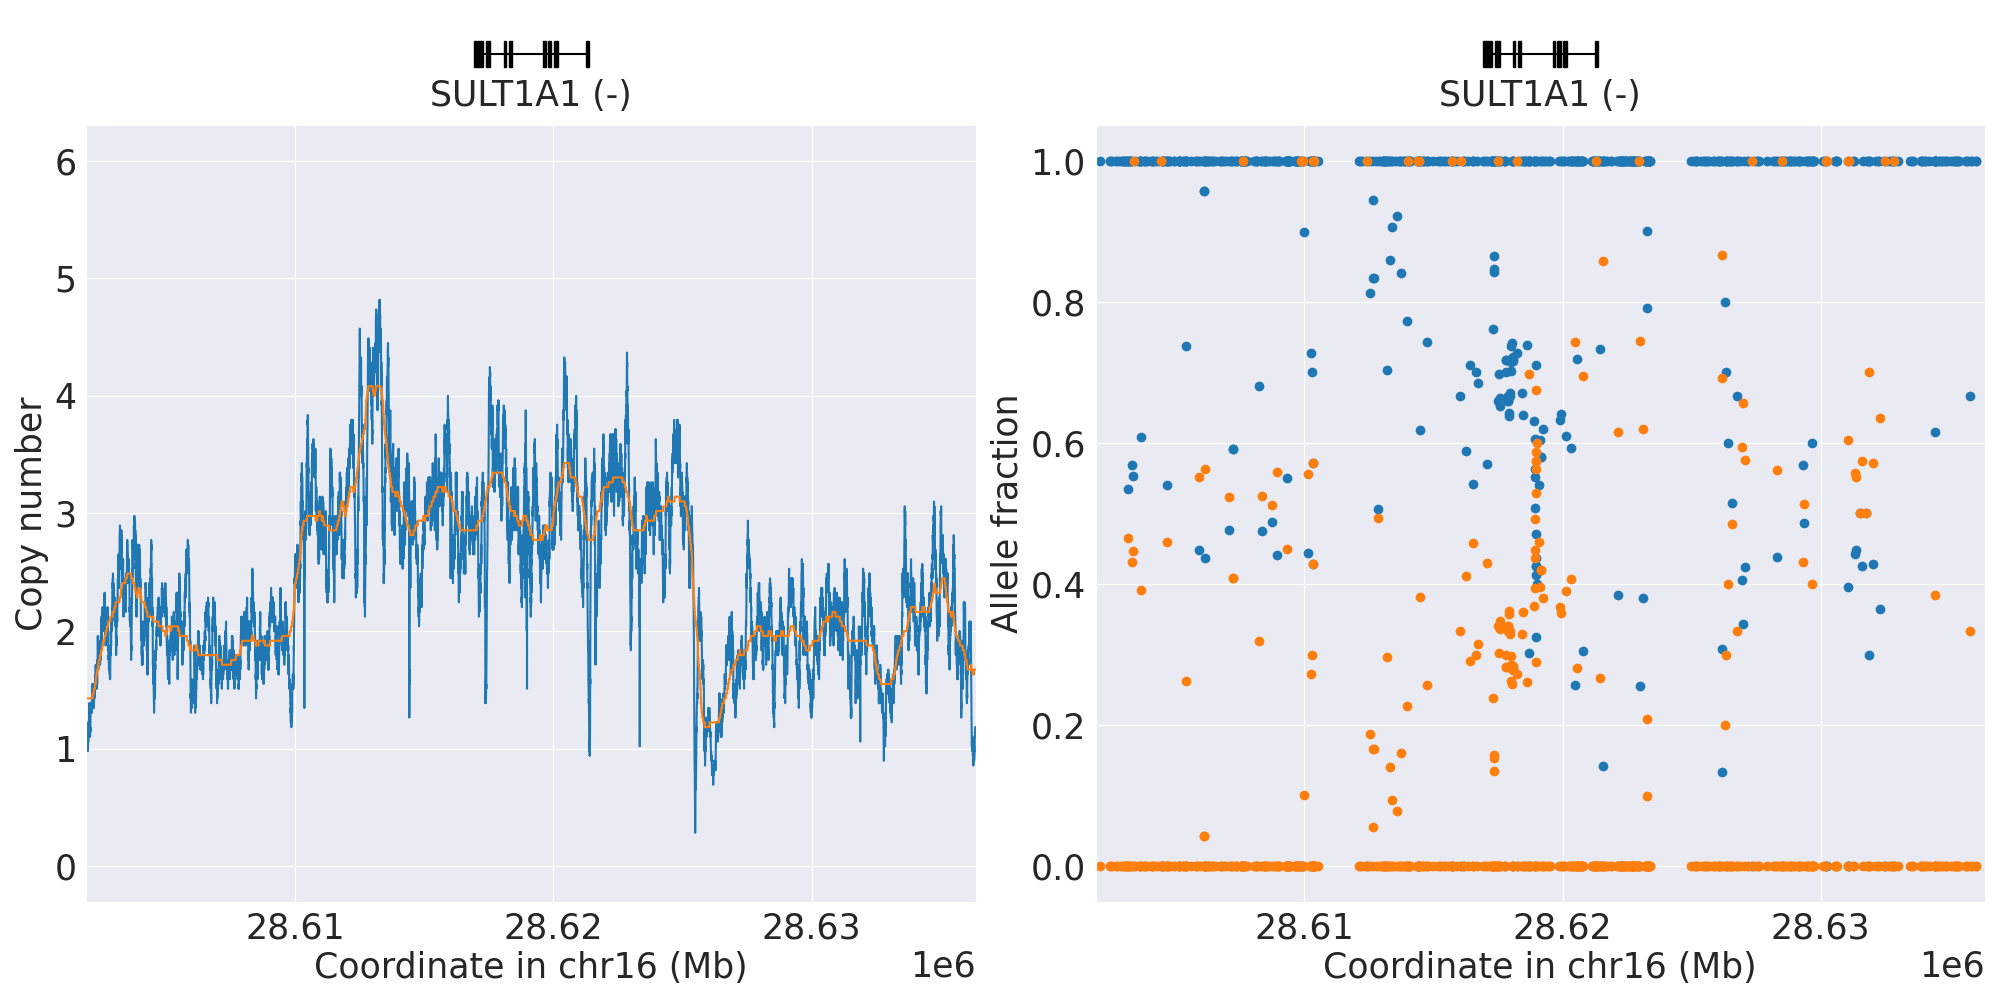 SULT1A1 (-)
6
5
4
3
2
1
0
Copy number
28.61
28.62
28.63
Coordinate in chr16 (Mb)
1e6
SULT1A1 (-)
1.0
0.8
0.6
0.4
0.2
0.0
Allele fraction
28.61
28.62
28.63
Coordinate in chr16 (Mb)
1e6